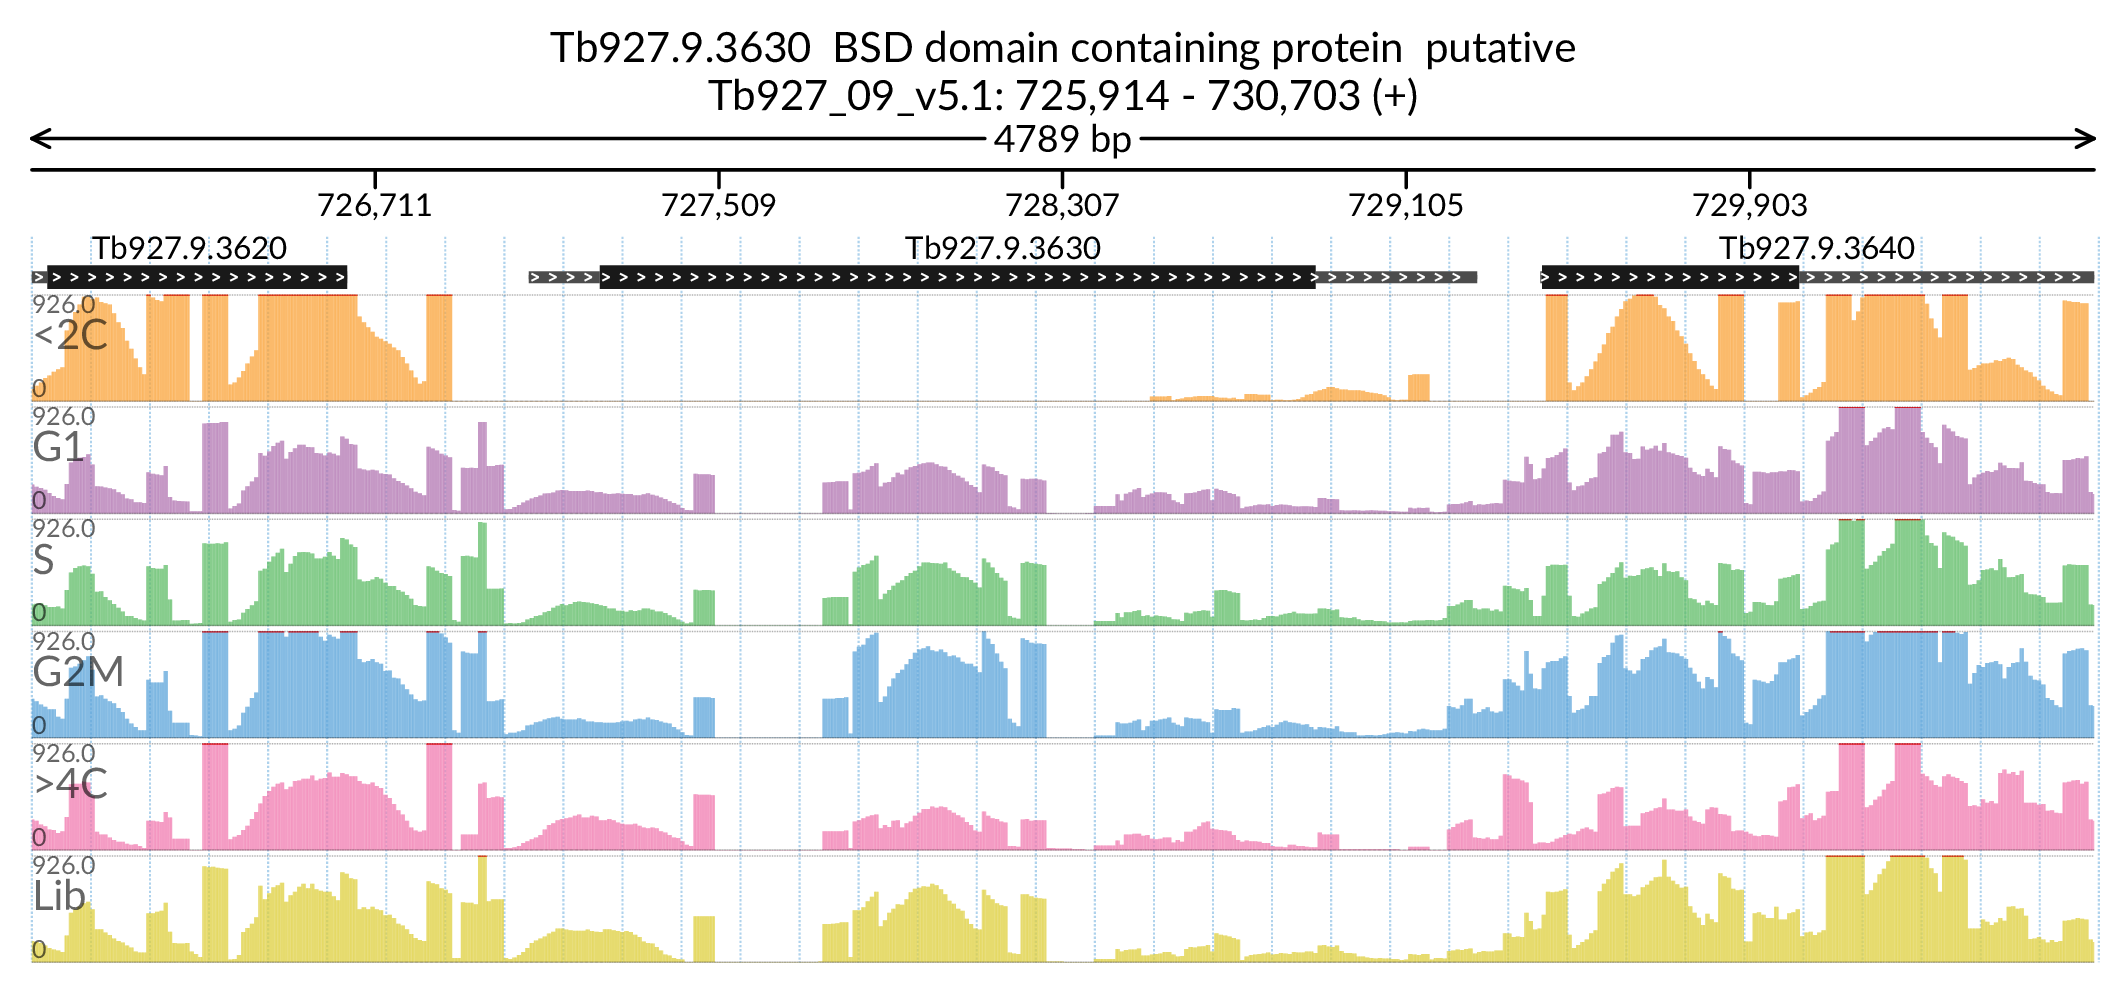 Tb927.9.3630  BSD domain containing protein  putative
Tb927_09_v5.1: 725,914 - 730,703 (+)
4789 bp
726,711 727,509 728,307 729,105 729,903
Tb927.9.3620 Tb927.9.3630 Tb927.9.3640
926.0
<2C
0
926.0
G1
0
926.0
S
0
926.0
G2M
0
926.0
>4C
0
926.0
Lib
0